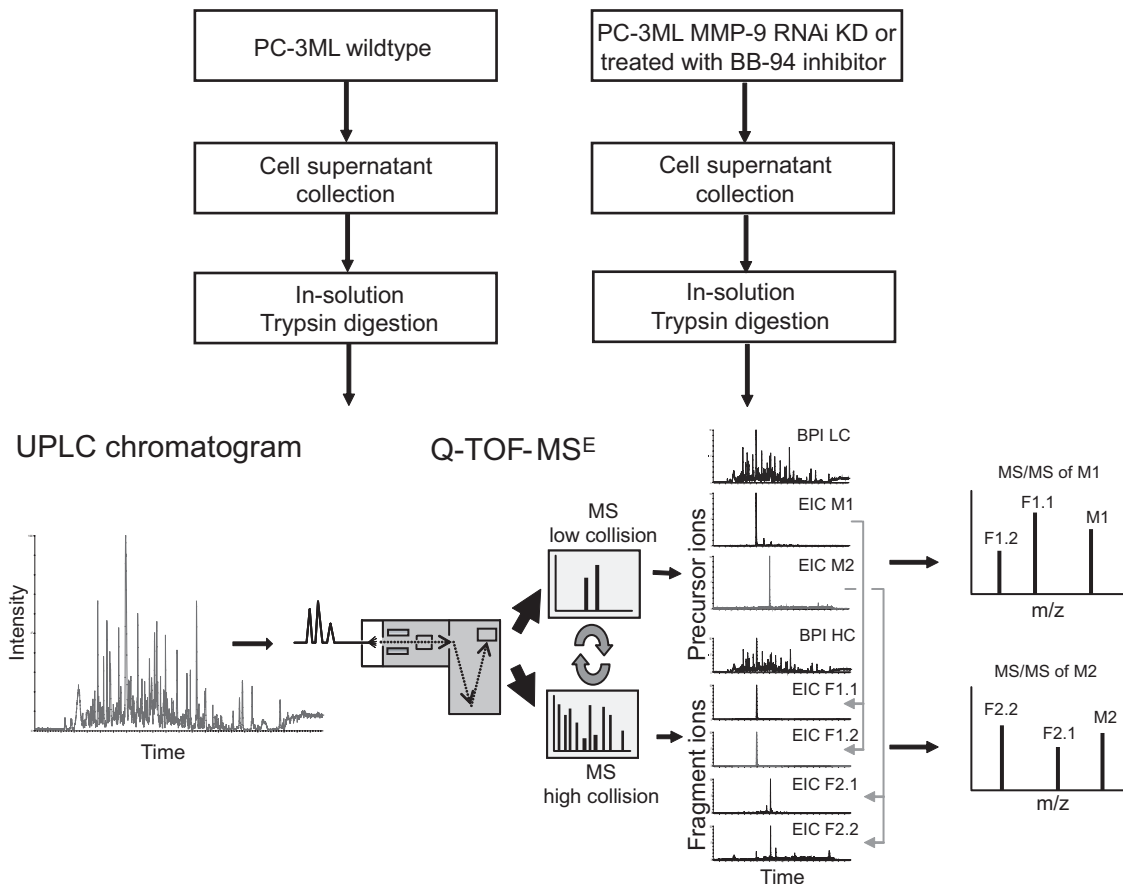 PC-3ML wildtype
PC-3ML MMP-9 RNAi KD or
treated with BB-94 inhibitor
Cell supernatant
collection
Cell supernatant
collection
In-solution
Trypsin digestion
In-solution
Trypsin digestion
UPLC chromatogram
Q-TOF-MSᴱ
Intensity
Time
MS
low collision
MS
high collision
Precursor ions
Fragment ions
BPI LC
EIC M1
EIC M2
BPI HC
EIC F1.1
EIC F1.2
EIC F2.1
EIC F2.2
Time
MS/MS of M1
F1.2
F1.1
M1
m/z
MS/MS of M2
F2.2
F2.1
M2
m/z